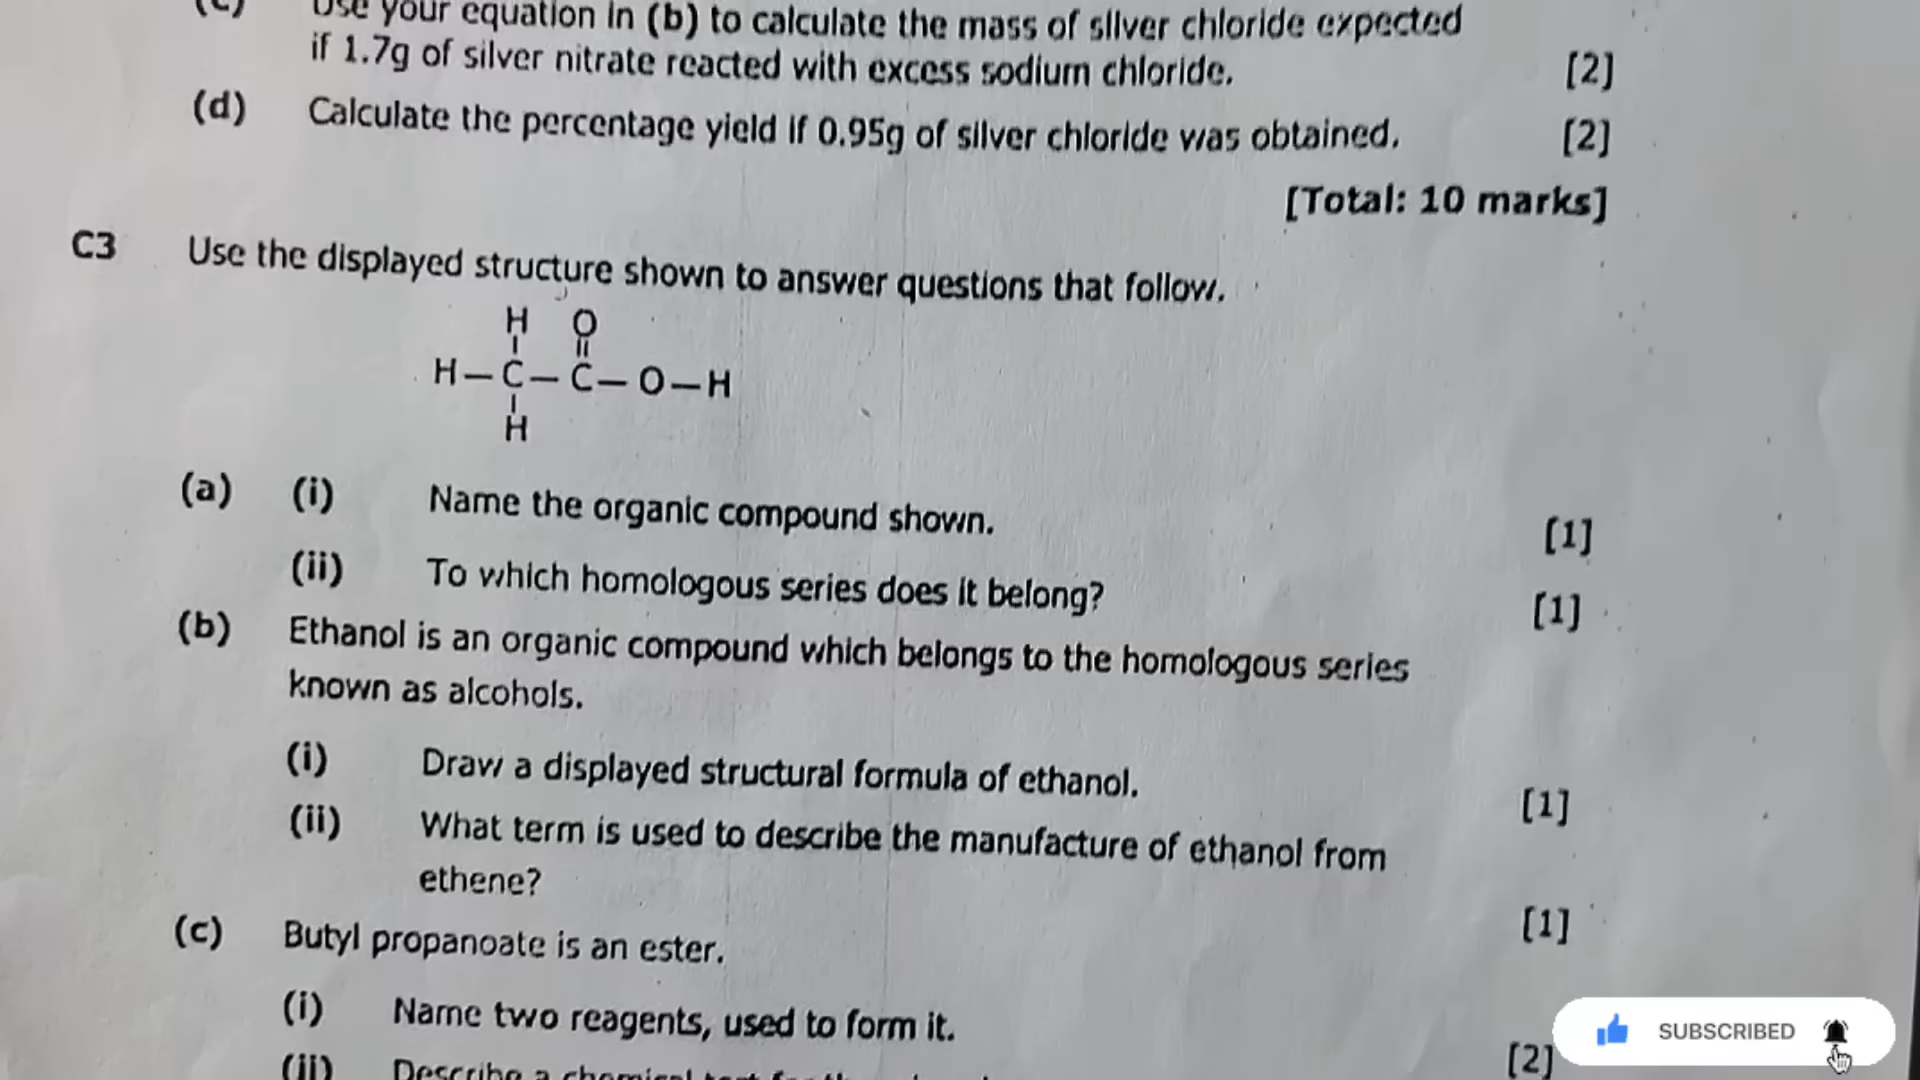 (c) Use your equation in (b) to calculate the mass of silver chloride expected
if 1.7g of silver nitrate reacted with excess sodium chloride. [2]
(d) Calculate the percentage yield if 0.95g of silver chloride was obtained. [2]
[Total: 10 marks]
C3 Use the displayed structure shown to answer questions that follow.
H O
H — C — C — O — H
H
(a) (i) Name the organic compound shown. [1]
(ii) To which homologous series does it belong? [1]
(b) Ethanol is an organic compound which belongs to the homologous series
known as alcohols.
(i) Draw a displayed structural formula of ethanol. [1]
(ii) What term is used to describe the manufacture of ethanol from
ethene? [1]
(c) Butyl propanoate is an ester.
(i) Name two reagents, used to form it. [2]
(ii) Describe a chemical test for the
SUBSCRIBED